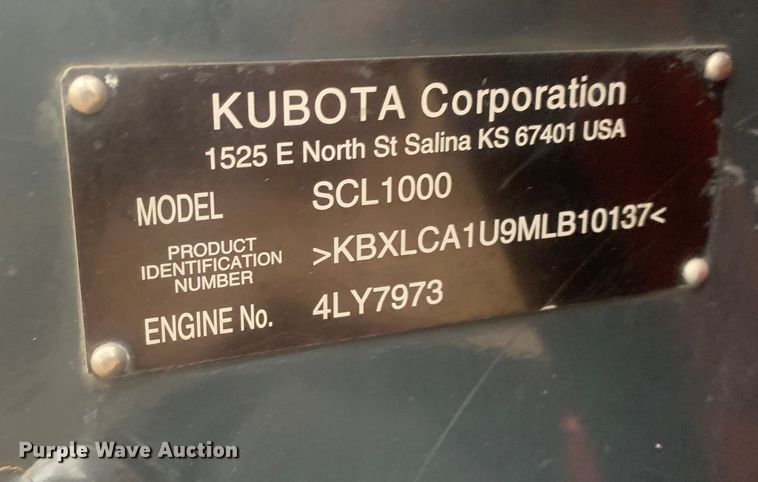 KUBOTA Corporation
1525 E North St Salina KS 67401 USA
MODEL SCL1000
PRODUCT
IDENTIFICATION
NUMBER
>KBXLCA1U9MLB10137<
ENGINE No. 4LY7973
Purple Wave Auction